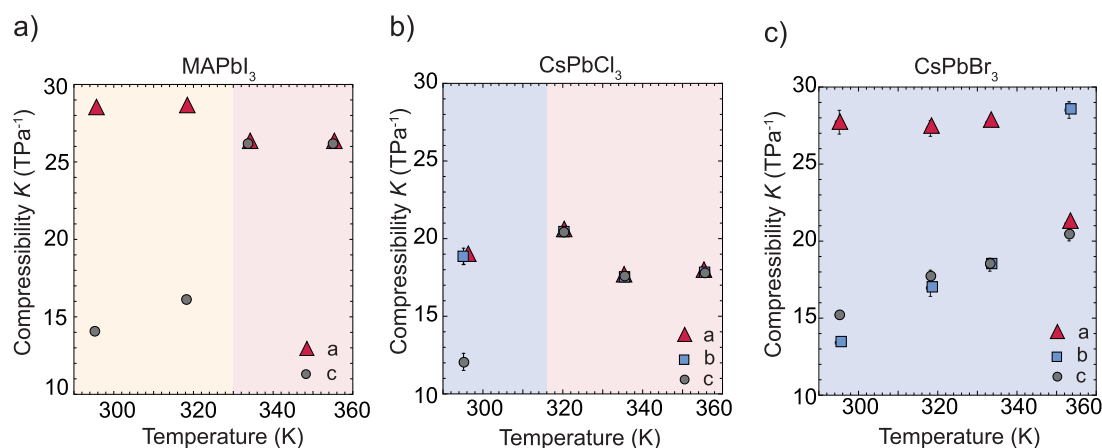 a)
MAPbI3
Compressibility K (TPa-1)
30
25
20
15
10
a
c
300 320 340 360
Temperature (K)
b)
CsPbCl3
Compressibility K (TPa-1)
30
25
20
15
10
a
b
c
300 320 340 360
Temperature (K)
c)
CsPbBr3
Compressibility K (TPa-1)
30
25
20
15
10
a
b
c
300 320 340 360
Temperature (K)